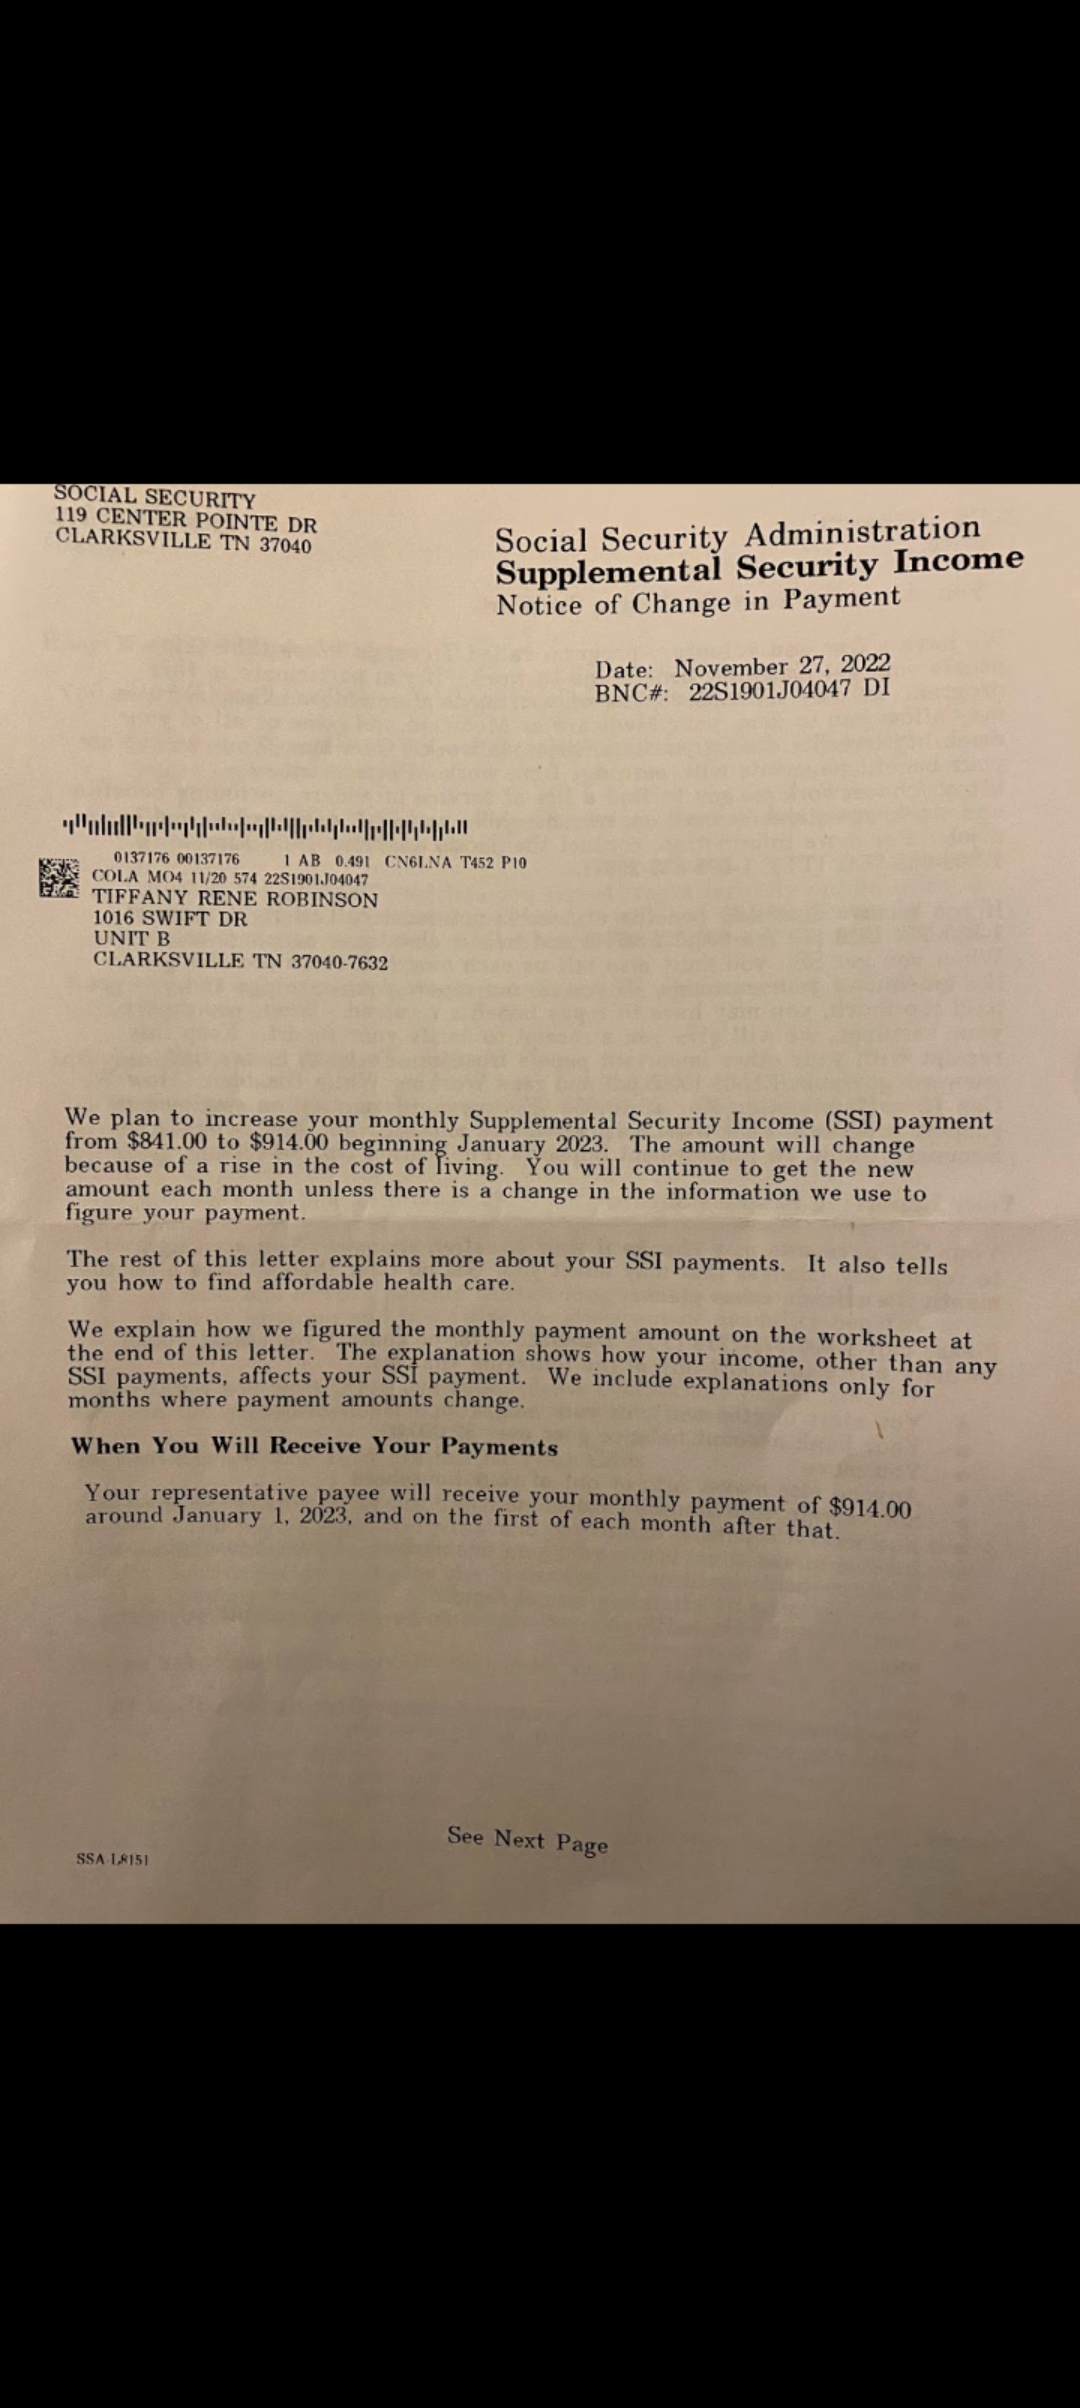 SOCIAL SECURITY
119 CENTER POINTE DR
CLARKSVILLE TN 37040
Social Security Administration
Supplemental Security Income
Notice of Change in Payment
Date: November 27, 2022
BNC#: 22S1901J04047 DI
0137176 00137176 1 AB 0.491 CN6LNA T452 P10
COLA MO4 11/20 574 22S1901J04047
TIFFANY RENE ROBINSON
1016 SWIFT DR
UNIT B
CLARKSVILLE TN 37040-7632
We plan to increase your monthly Supplemental Security Income (SSI) payment
from $841.00 to $914.00 beginning January 2023. The amount will change
because of a rise in the cost of living. You will continue to get the new
amount each month unless there is a change in the information we use to
figure your payment.
The rest of this letter explains more about your SSI payments. It also tells
you how to find affordable health care.
We explain how we figured the monthly payment amount on the worksheet at
the end of this letter. The explanation shows how your income, other than any
SSI payments, affects your SSI payment. We include explanations only for
months where payment amounts change.
When You Will Receive Your Payments
Your representative payee will receive your monthly payment of $914.00
around January 1, 2023, and on the first of each month after that.
See Next Page
SSA-L8151